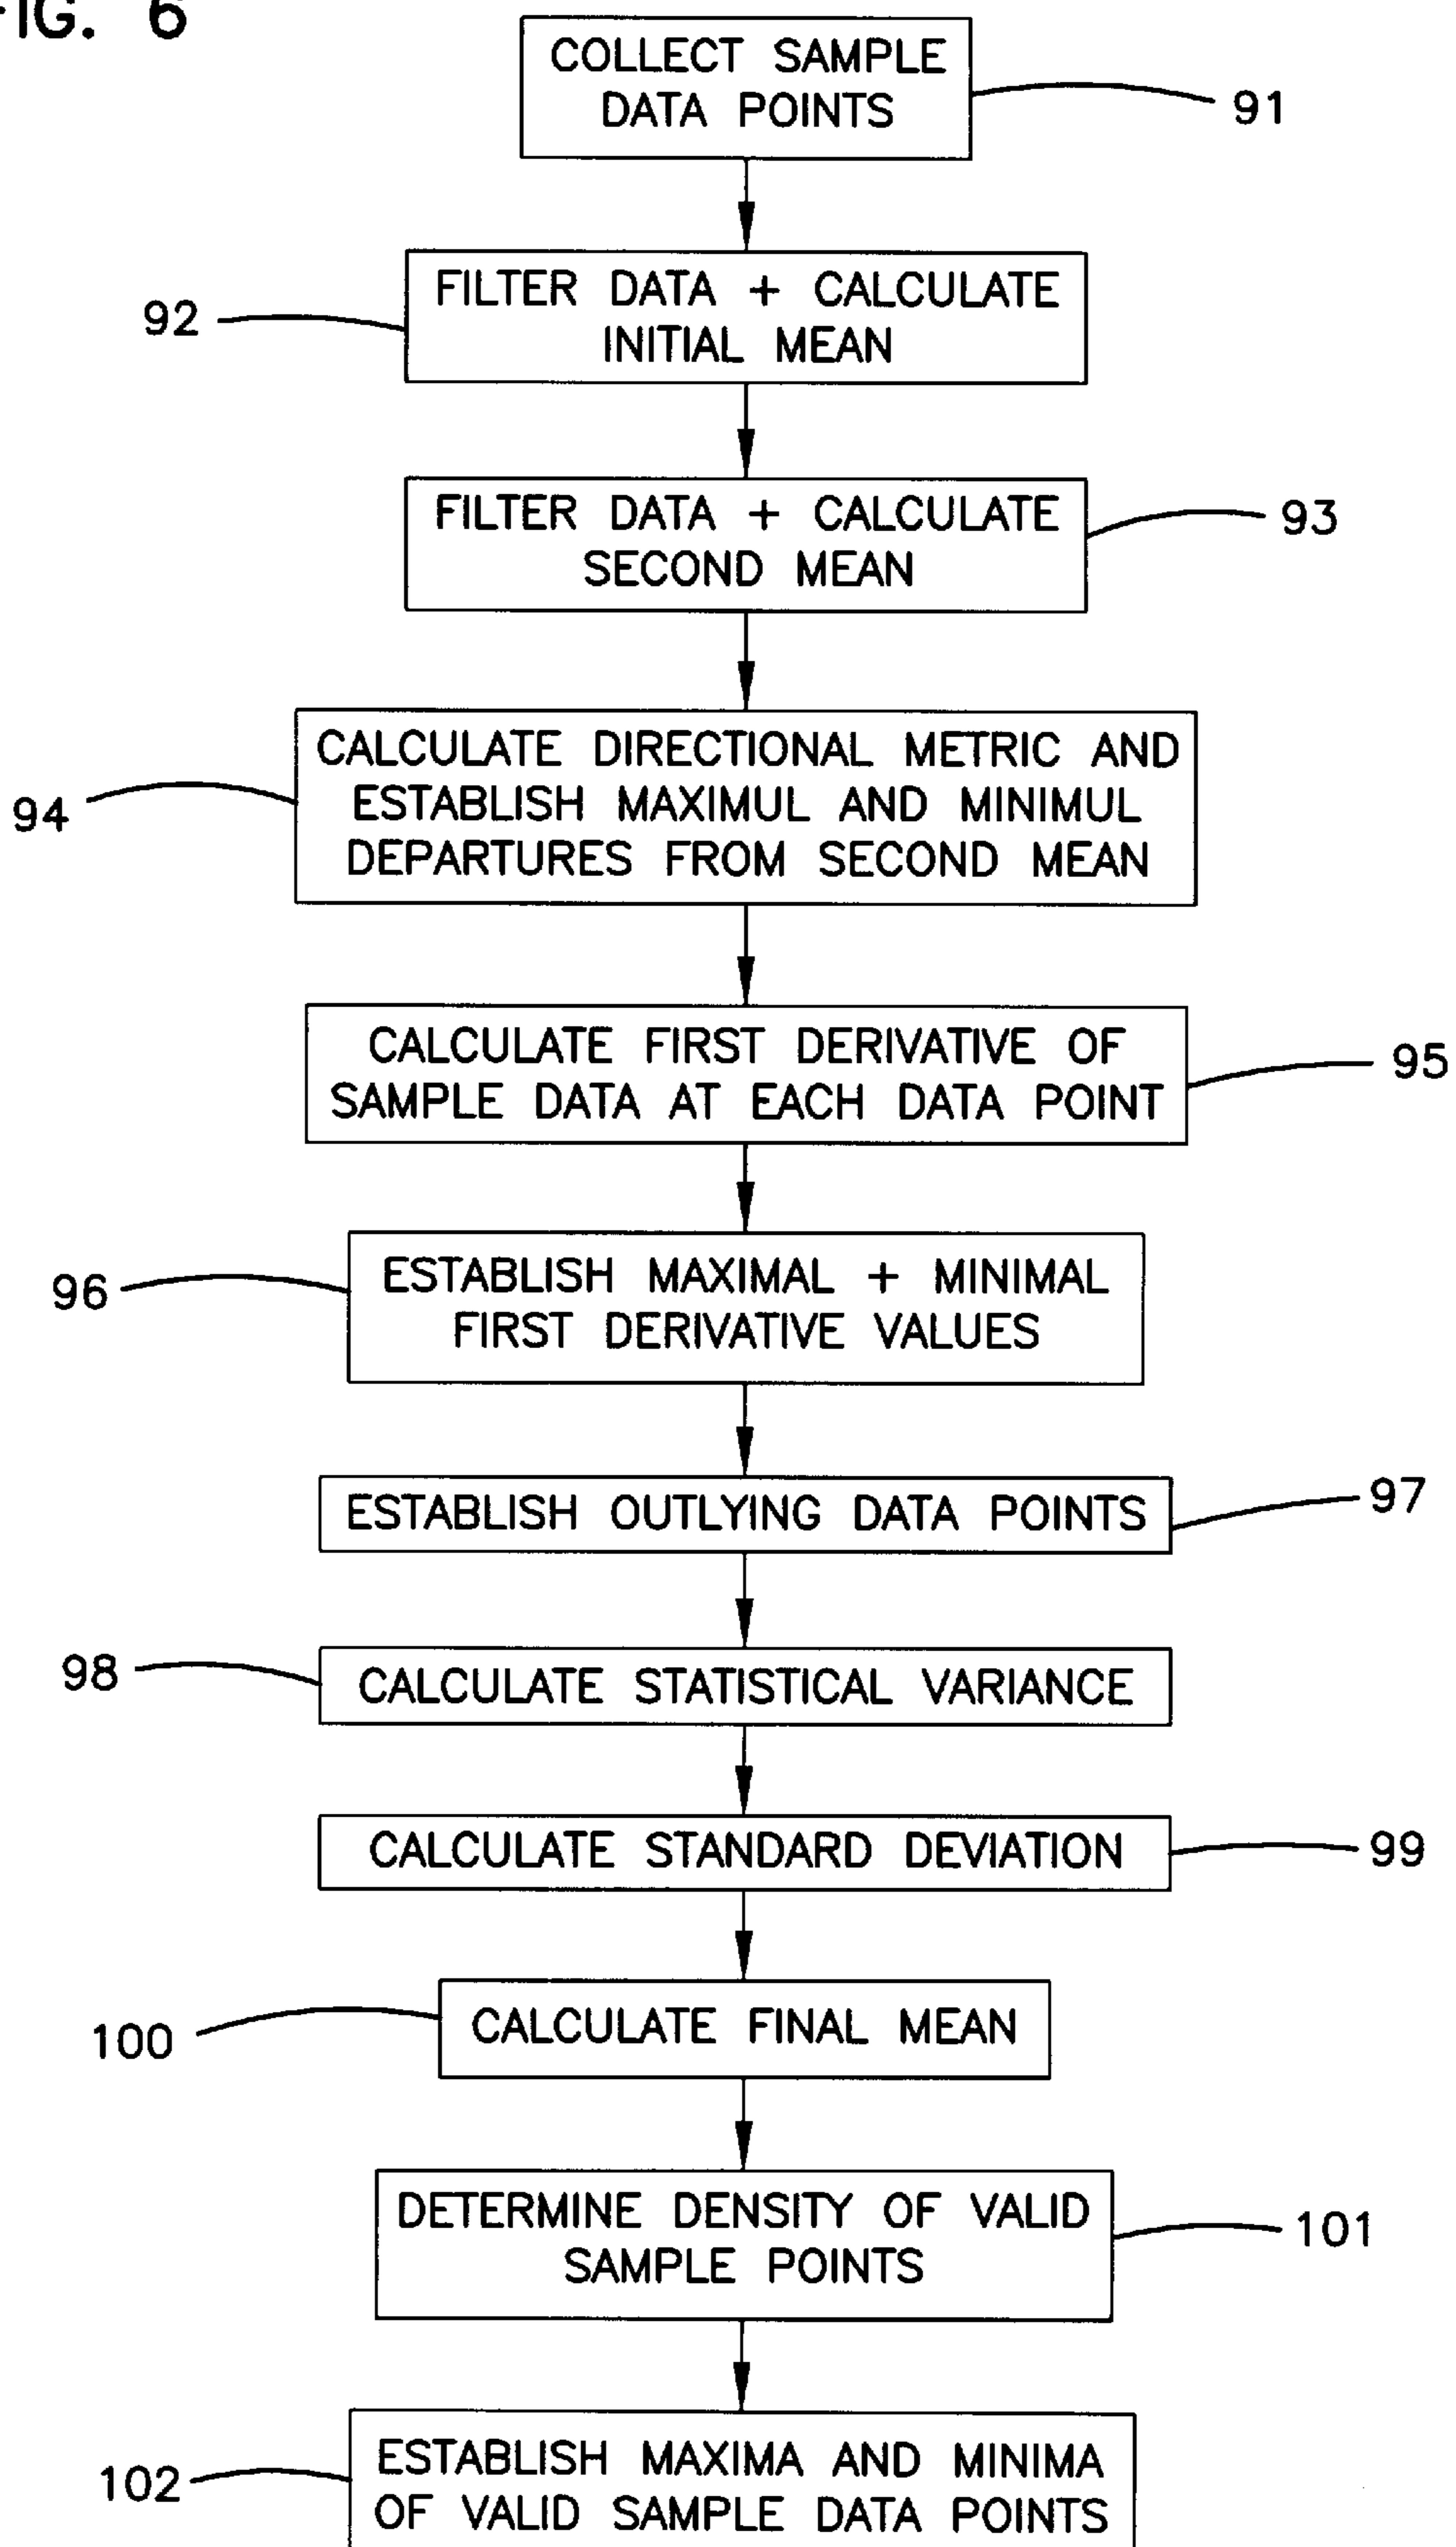 FIG. 6
COLLECT SAMPLE
DATA POINTS
91
FILTER DATA + CALCULATE
INITIAL MEAN
92
FILTER DATA + CALCULATE
SECOND MEAN
93
CALCULATE DIRECTIONAL METRIC AND
ESTABLISH MAXIMUL AND MINIMUL
DEPARTURES FROM SECOND MEAN
94
CALCULATE FIRST DERIVATIVE OF
SAMPLE DATA AT EACH DATA POINT
95
ESTABLISH MAXIMAL + MINIMAL
FIRST DERIVATIVE VALUES
96
ESTABLISH OUTLYING DATA POINTS
97
CALCULATE STATISTICAL VARIANCE
98
CALCULATE STANDARD DEVIATION
99
CALCULATE FINAL MEAN
100
DETERMINE DENSITY OF VALID
SAMPLE POINTS
101
ESTABLISH MAXIMA AND MINIMA
OF VALID SAMPLE DATA POINTS
102